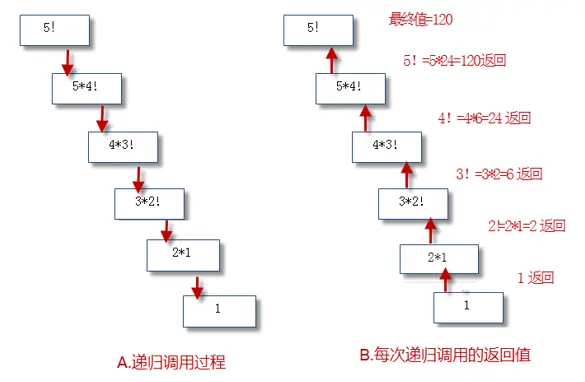 5!
5*4!
4*3!
3*2!
2*1
1
A.递归调用过程
5!
最终值=120
5! =5*24=120返回
5*4!
4! =4*6=24 返回
4*3!
3! =3*2=6 返回
3*2!
2!=2*1=2 返回
2*1
1 返回
1
B.每次递归调用的返回值